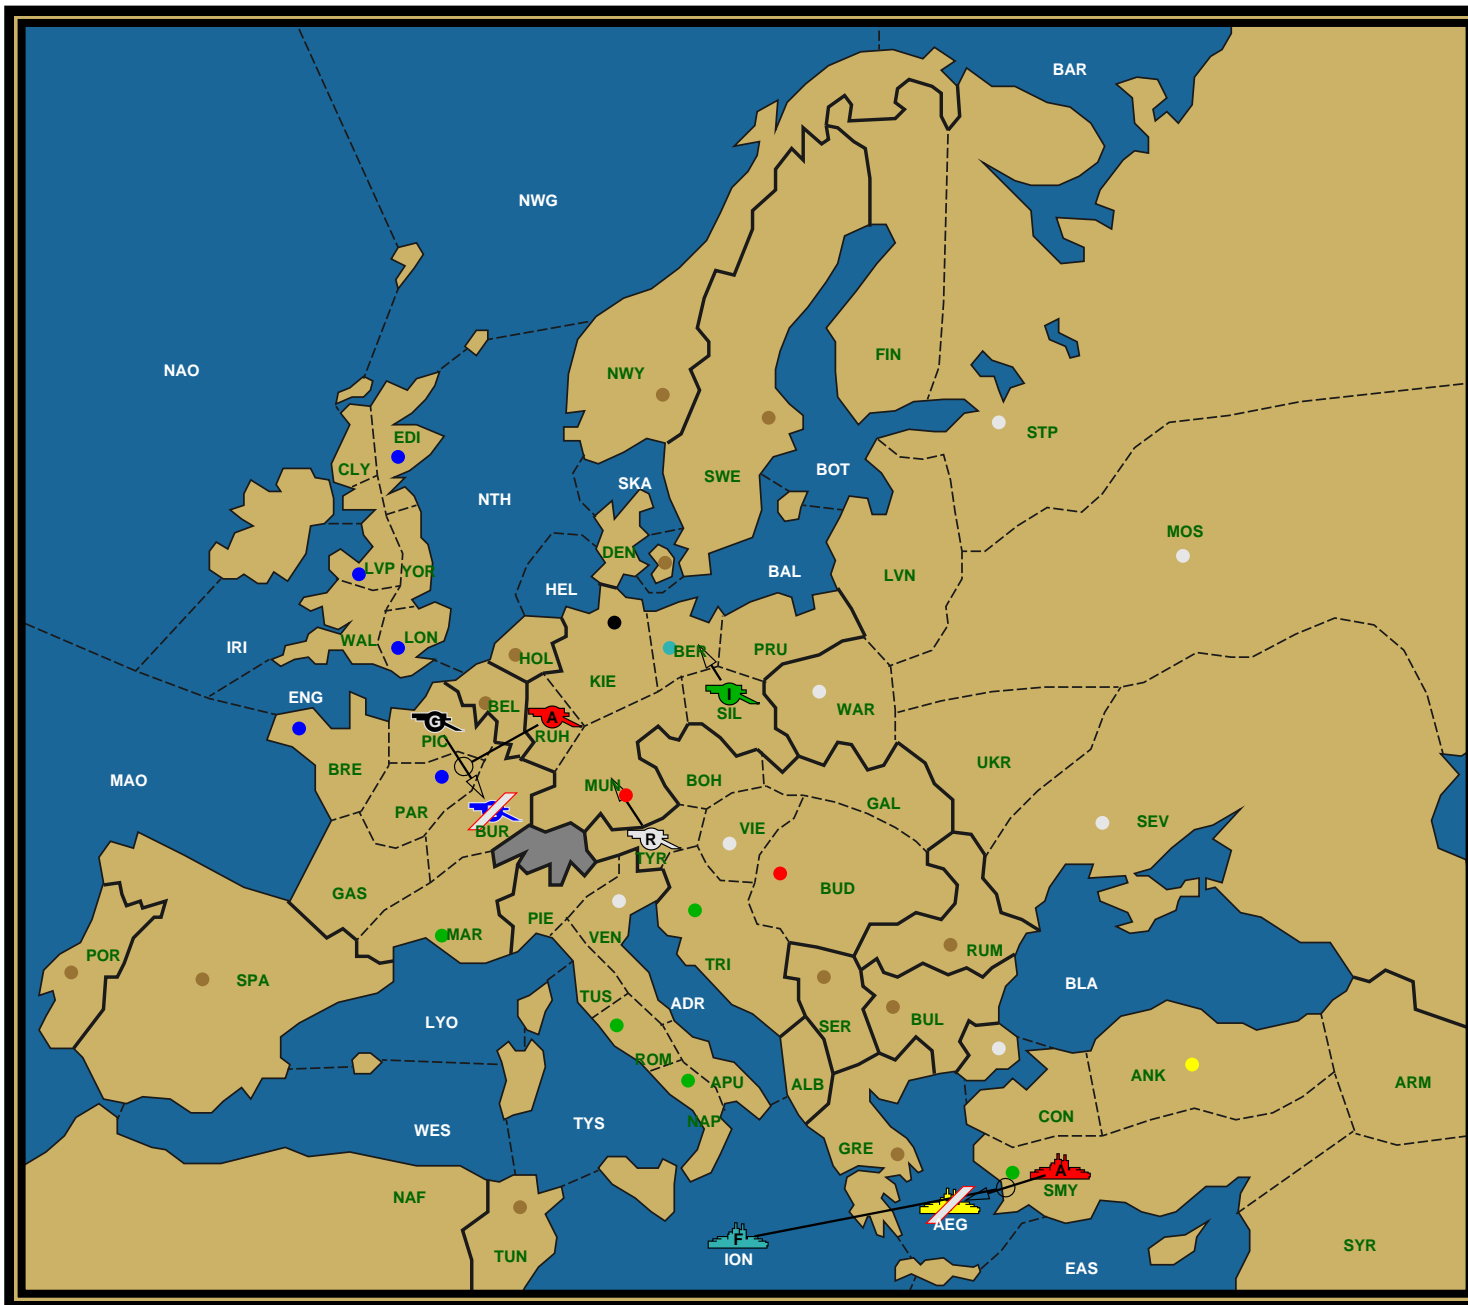 BAR
NWG
NAO
FIN
NWY
EDI
STP
CLY
SWE
BOT
SKA
NTH
MOS
DEN
LVP
YOR
BAL
LVN
HEL
IRI
WAL
LON
BER
PRU
HOL
KIE
ENG
BEL
I
WAR
SIL
G
A
PIC
RUH
BRE
UKR
MAO
MUN
BOH
GAL
PAR
SEV
BUR
VIE
R
TYR
BUD
GAS
PIE
MAR
VEN
POR
RUM
TRI
SPA
BLA
TUS
ADR
LYO
BUL
SER
ROM
ANK
APU
ALB
ARM
CON
NAP
TYS
WES
GRE
A
SMY
NAF
AEG
F
ION
TUN
SYR
EAS